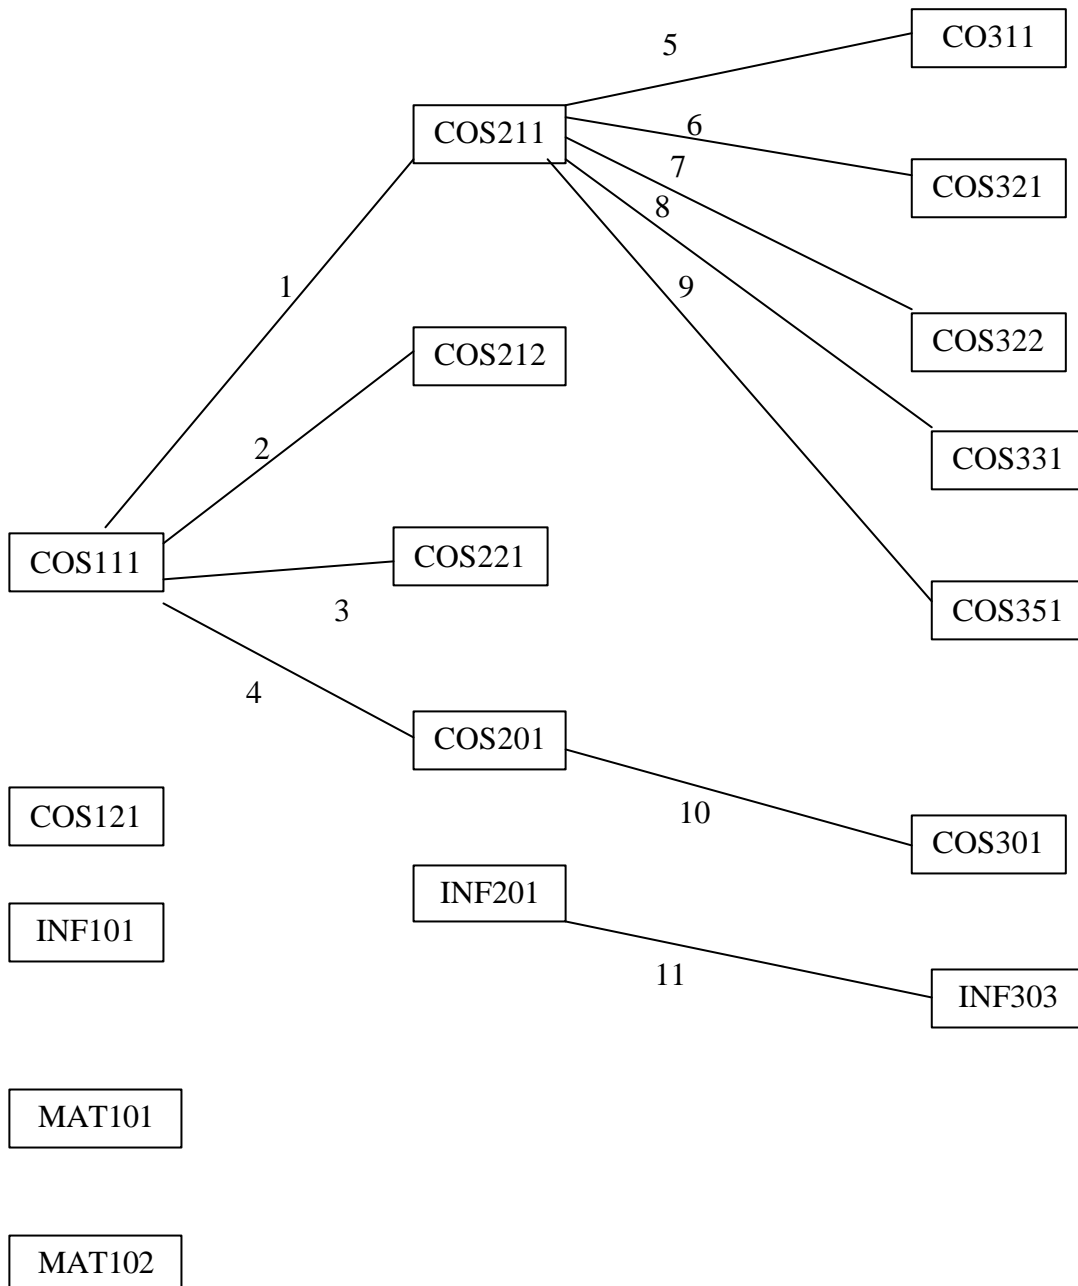 CO311
5
COS211
6
COS321
7
8
1
9
COS322
COS212
2
COS331
COS111
COS221
3
COS351
4
COS201
COS121
10
COS301
INF201
INF101
11
INF303
MAT101
MAT102